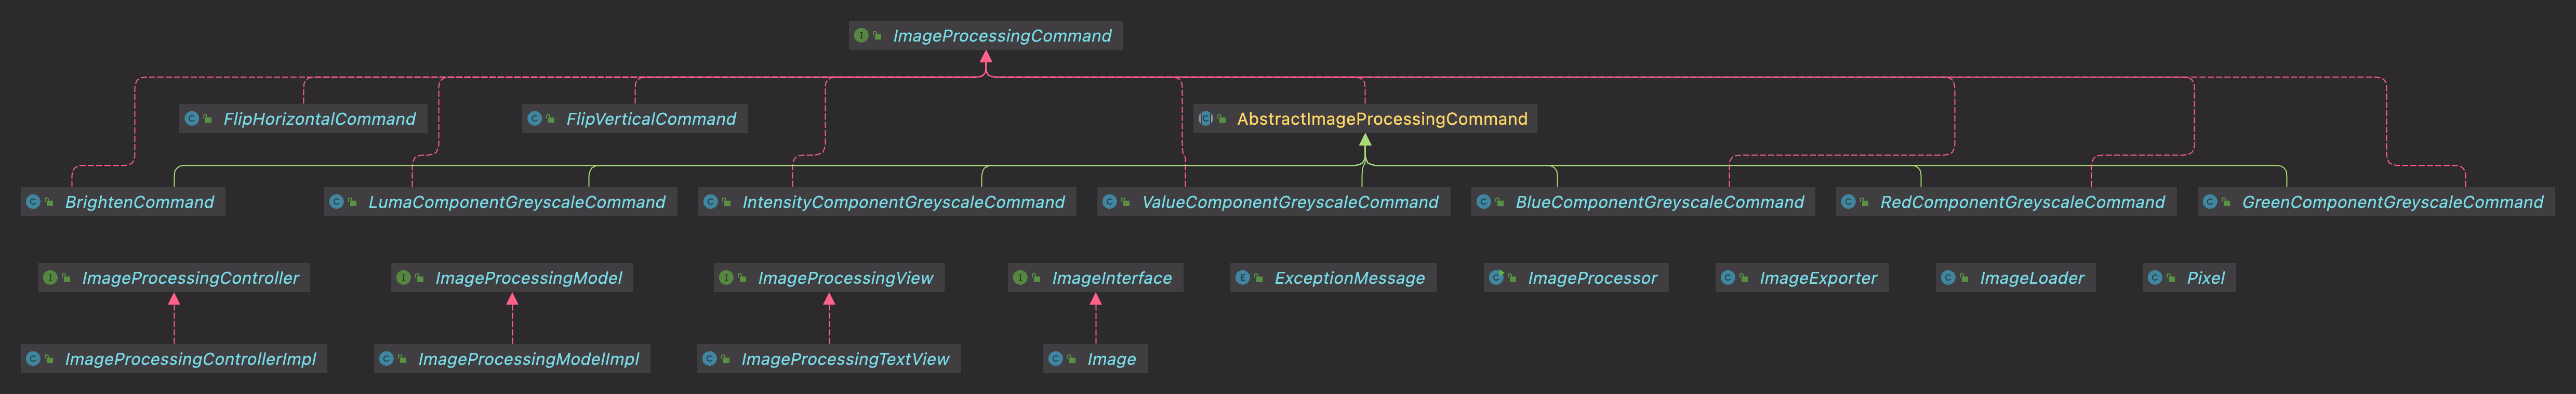 ImageProcessingCommand
FlipHorizontalCommand
FlipVerticalCommand
AbstractImageProcessingCommand
BrightenCommand
LumaComponentGreyscaleCommand
IntensityComponentGreyscaleCommand
ValueComponentGreyscaleCommand
BlueComponentGreyscaleCommand
RedComponentGreyscaleCommand
GreenComponentGreyscaleCommand
ImageProcessingController
ImageProcessingModel
ImageProcessingView
ImageInterface
ExceptionMessage
ImageProcessor
ImageExporter
ImageLoader
Pixel
ImageProcessingControllerImpl
ImageProcessingModelImpl
ImageProcessingTextView
Image